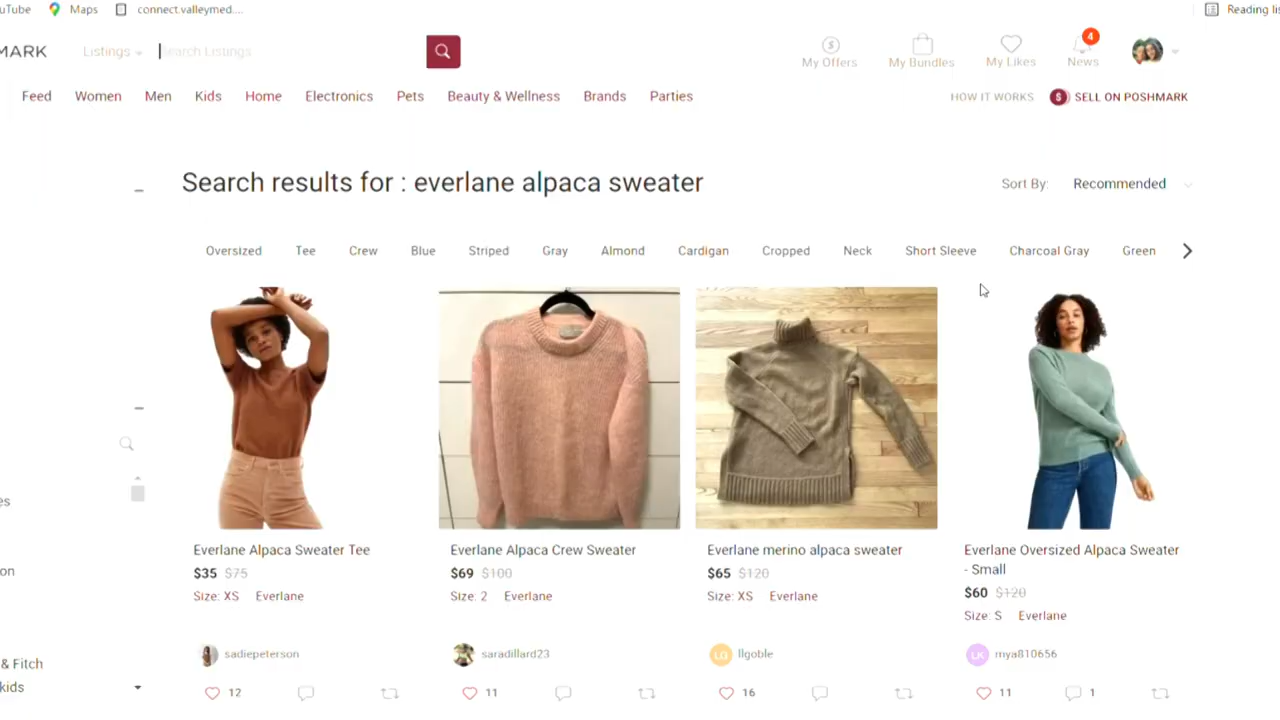 uTube Maps connect.valleymed.... Reading lis
MARK Listings Search Listings My Offers My Bundles My Likes 4 News
Feed Women Men Kids Home Electronics Pets Beauty & Wellness Brands Parties HOW IT WORKS $ SELL ON POSHMARK
Search results for : everlane alpaca sweater Sort By: Recommended
Oversized Tee Crew Blue Striped Gray Almond Cardigan Cropped Neck Short Sleeve Charcoal Gray Green
es
on
& Fitch
kids
Everlane Alpaca Sweater Tee
$35 $75
Size: XS Everlane
sadiepeterson
12
Everlane Alpaca Crew Sweater
$69 $100
Size: 2 Everlane
saradillard23
11
Everlane merino alpaca sweater
$65 $120
Size: XS Everlane
LG llgoble
16
Everlane Oversized Alpaca Sweater
- Small
$60 $120
Size: S Everlane
LK mya810656
11 1